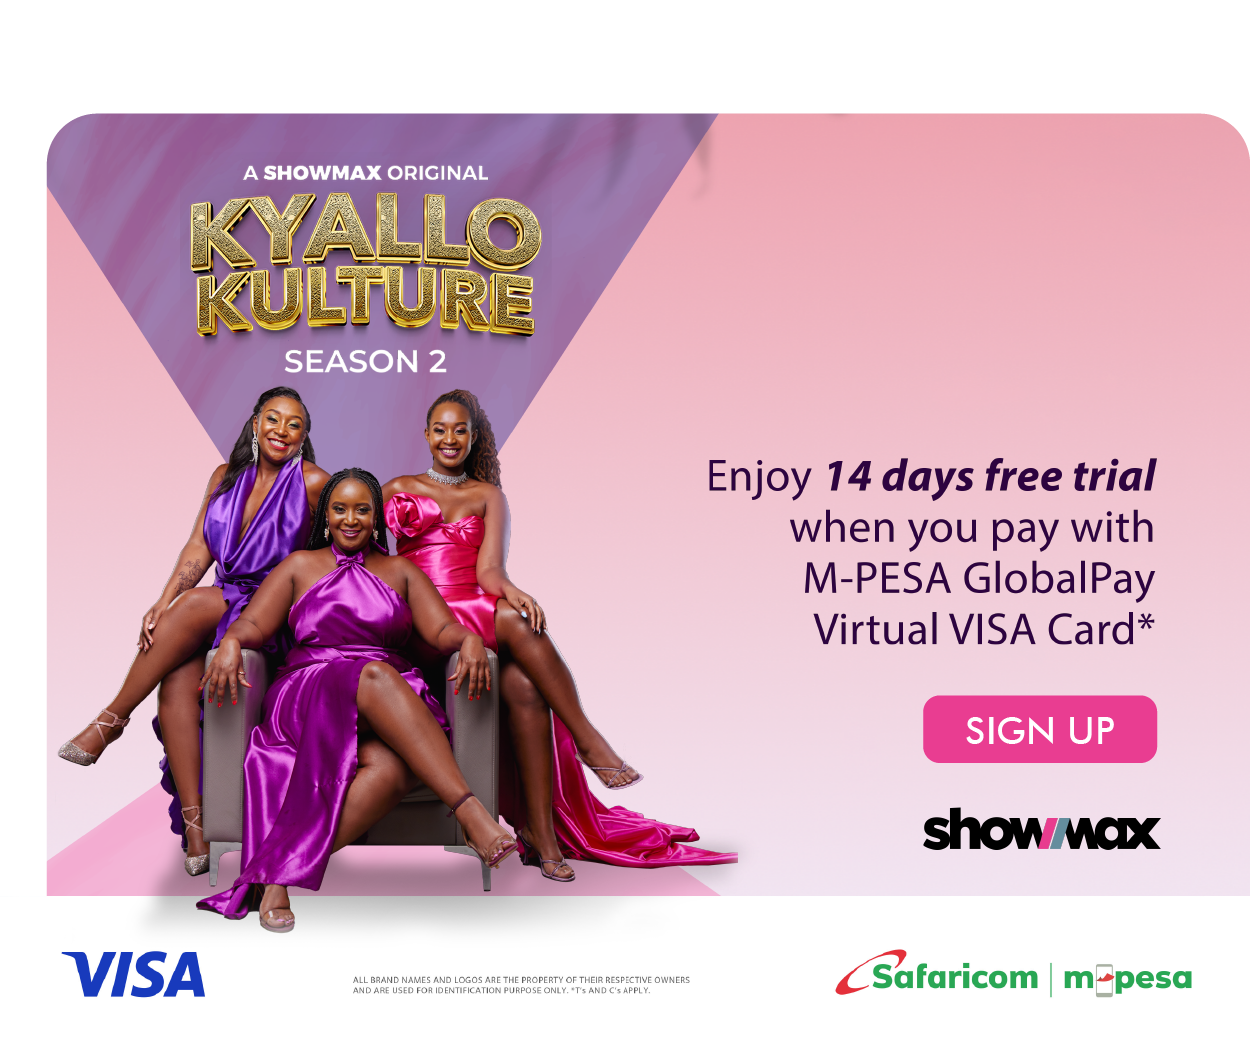 A SHOWMAX ORIGINAL
KYALLO
KULTURE
SEASON 2
Enjoy 14 days free trial
when you pay with
M-PESA GlobalPay
Virtual VISA Card*
SIGN UP
showmax
VISA
ALL BRAND NAMES AND LOGOS ARE THE PROPERTY OF THEIR RESPECTIVE OWNERS
AND ARE USED FOR IDENTIFICATION PURPOSE ONLY. *T's AND C's APPLY.
Safaricom | m-pesa